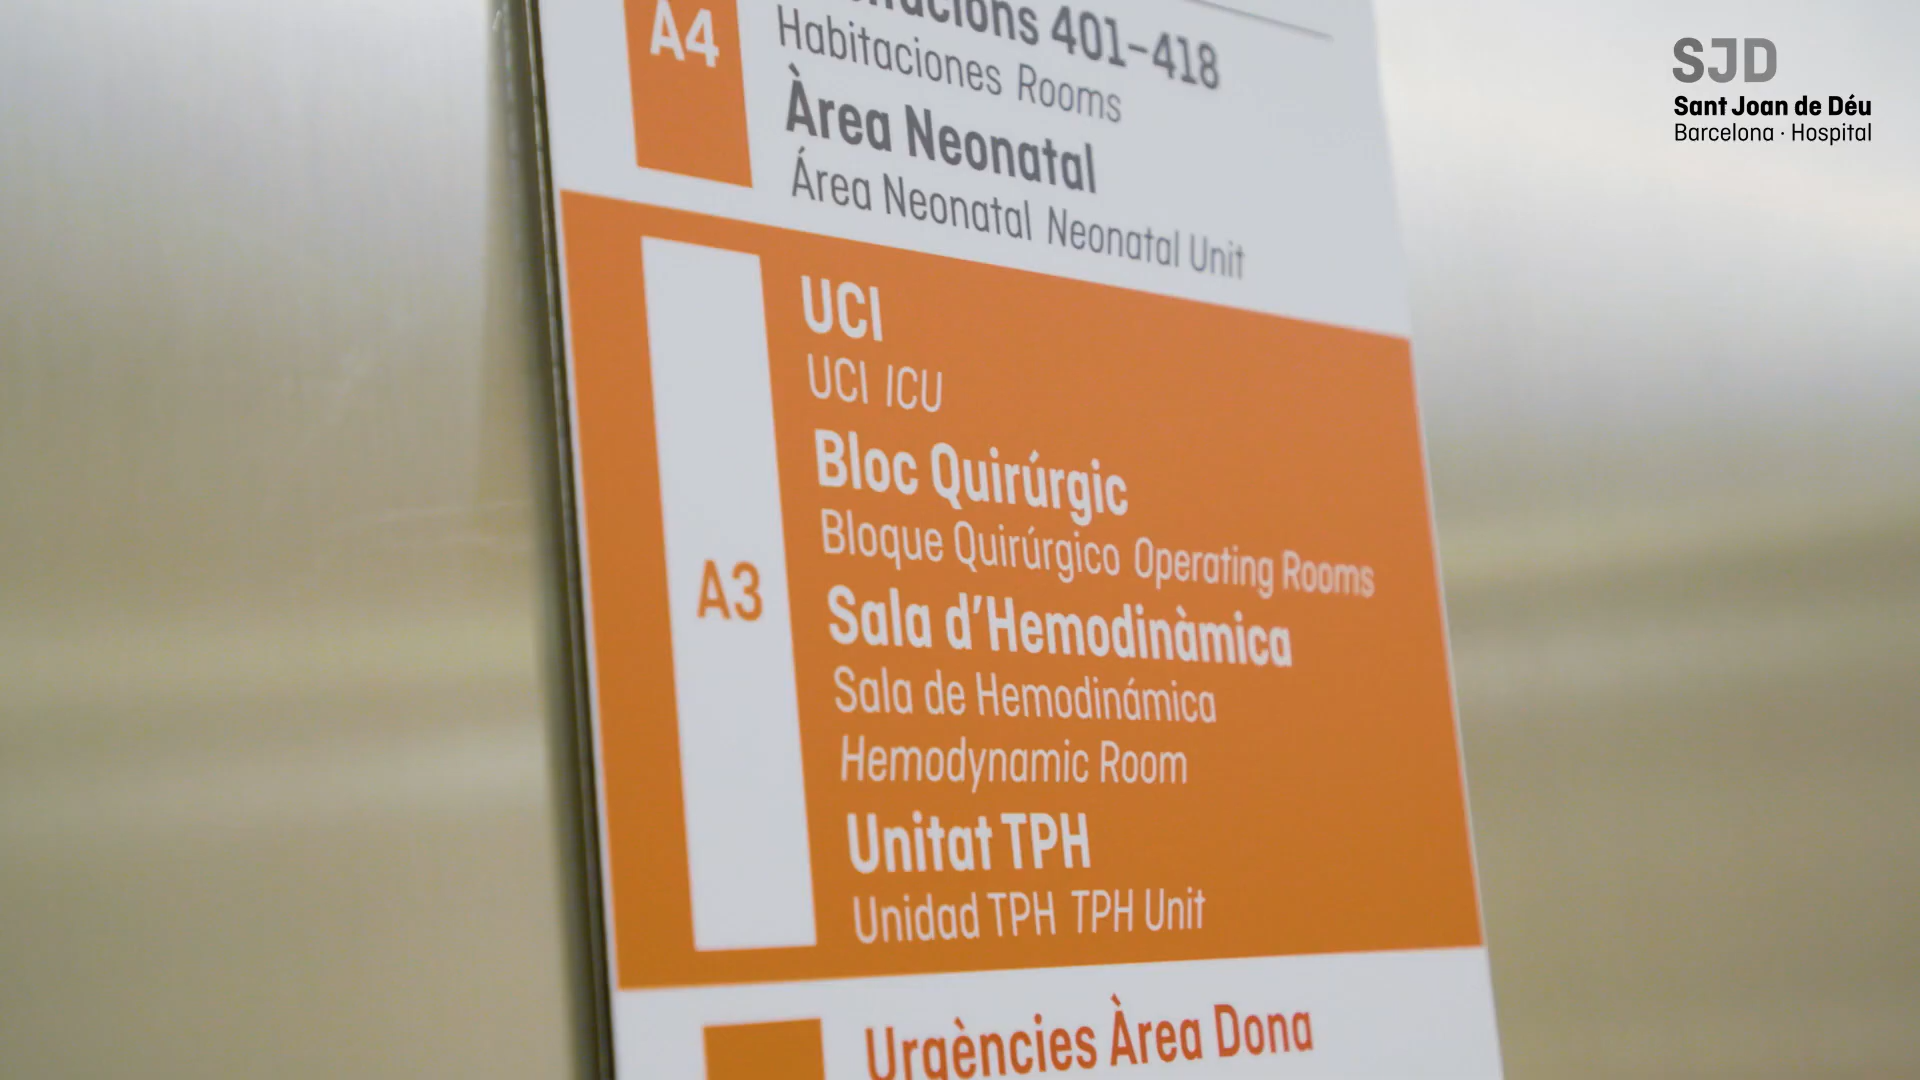 A4
401-418
Habitaciones Rooms
Àrea Neonatal
Área Neonatal Neonatal Unit
A3
UCI
UCI ICU
Bloc Quirúrgic
Bloque Quirúrgico Operating Rooms
Sala d'Hemodinàmica
Sala de Hemodinámica
Hemodynamic Room
Unitat TPH
Unidad TPH TPH Unit
Urgències Àrea Dona
SJD
Sant Joan de Déu
Barcelona · Hospital